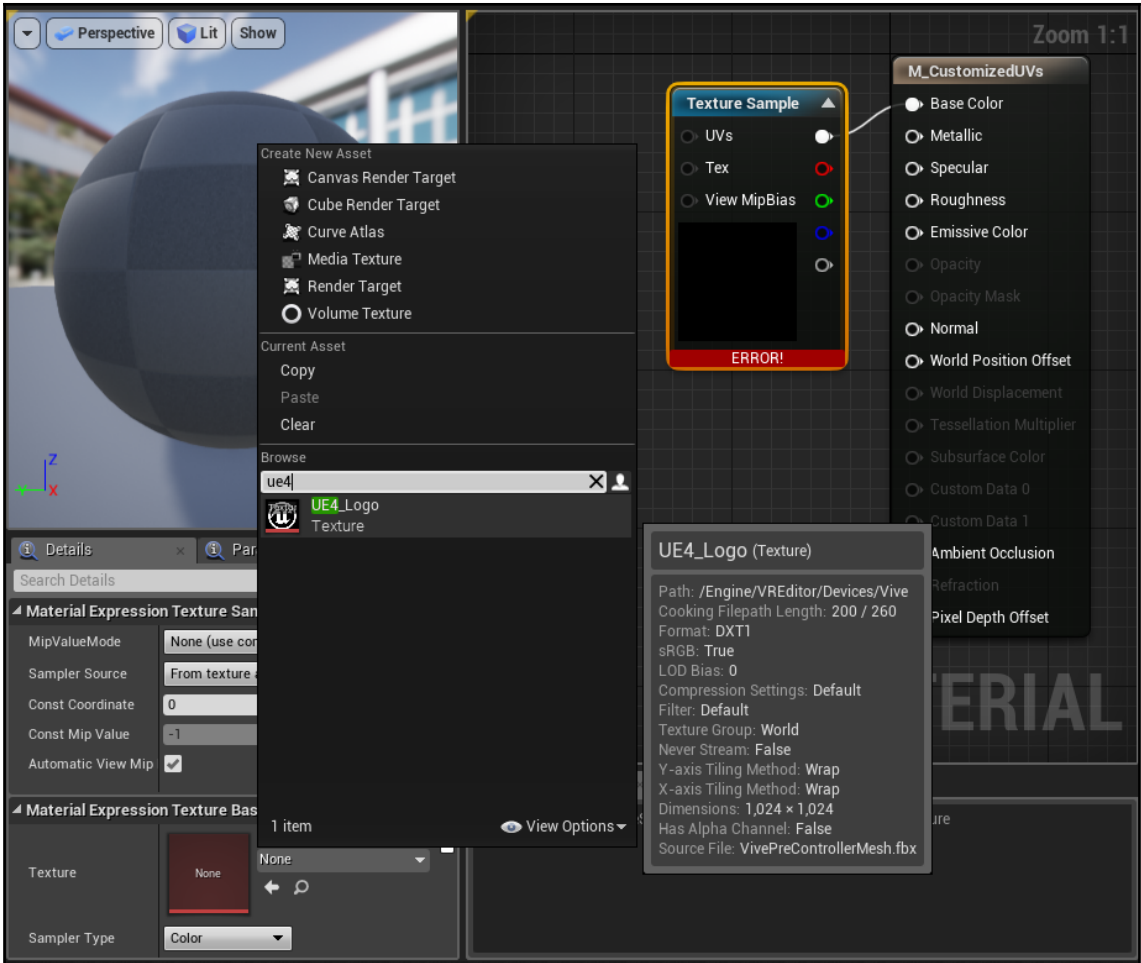 Perspective
Lit
Show
Zoom 1:1
M_CustomizedUVs
Texture Sample
Base Color
UVs
Metallic
Tex
Specular
View MipBias
Roughness
Emissive Color
Opacity
Opacity Mask
Normal
ERROR!
World Position Offset
World Displacement
Tessellation Multiplier
Subsurface Color
Custom Data 0
Custom Data 1
Ambient Occlusion
Refraction
Pixel Depth Offset
Create New Asset
Canvas Render Target
Cube Render Target
Curve Atlas
Media Texture
Render Target
Volume Texture
Current Asset
Copy
Paste
Clear
Browse
ue4
UE4_Logo
Texture
1 item
View Options
Z
Y
X
Details
Par
Search Details
Material Expression Texture Sam
MipValueMode
None (use con
Sampler Source
From texture a
Const Coordinate
0
Const Mip Value
-1
Automatic View Mip
Material Expression Texture Bas
Texture
None
None
Sampler Type
Color
UE4_Logo (Texture)
Path: /Engine/VREditor/Devices/Vive
Cooking Filepath Length: 200 / 260
Format: DXT1
sRGB: True
LOD Bias: 0
Compression Settings: Default
Filter: Default
Texture Group: World
Never Stream: False
Y-axis Tiling Method: Wrap
X-axis Tiling Method: Wrap
Dimensions: 1,024 × 1,024
Has Alpha Channel: False
Source File: VivePreControllerMesh.fbx
TERIAL
ure